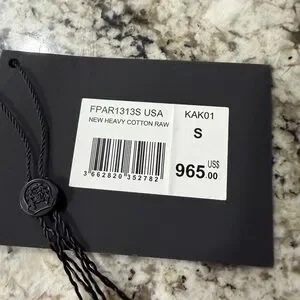 FPAR1313S USA
NEW HEAVY COTTON RAW
3 662820 352782
KAK01
S
965.00 US$